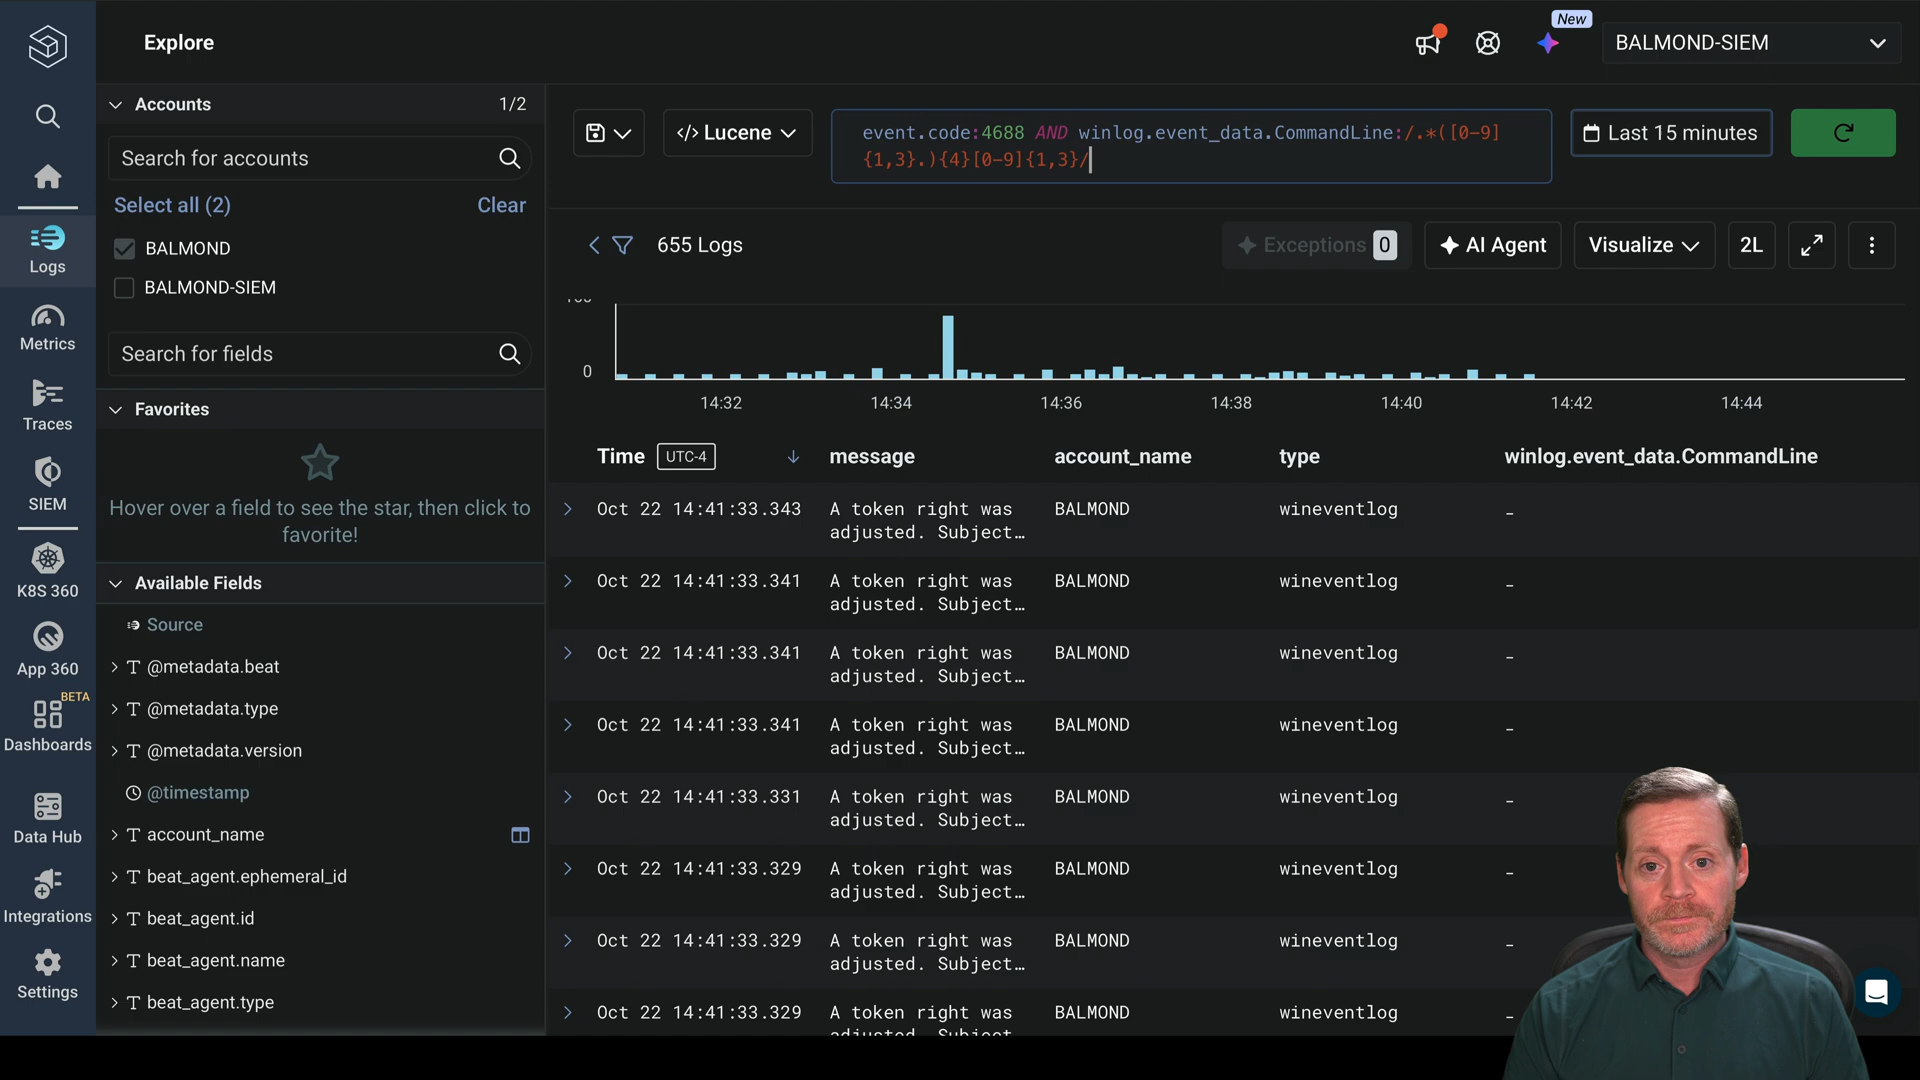 Explore
New
BALMOND-SIEM
Accounts
1/2
Search for accounts
Select all (2)
Clear
BALMOND
BALMOND-SIEM
Search for fields
Favorites
Hover over a field to see the star, then click to
favorite!
Available Fields
Source
T @metadata.beat
T @metadata.type
T @metadata.version
@timestamp
T account_name
T beat_agent.ephemeral_id
T beat_agent.id
T beat_agent.name
T beat_agent.type
Logs
Metrics
Traces
SIEM
K8S 360
App 360
BETA
Dashboards
Data Hub
Integrations
Settings
</> Lucene
event.code:4688 AND winlog.event_data.CommandLine:/.*([0-9]
{1,3}.){4}[0-9]{1,3}/
Last 15 minutes
655 Logs
Exceptions 0
AI Agent
Visualize
2L
0
14:32 14:34 14:36 14:38 14:40 14:42 14:44
Time UTC-4 message account_name type winlog.event_data.CommandLine
Oct 22 14:41:33.343 A token right was BALMOND wineventlog –
adjusted. Subject…
Oct 22 14:41:33.341 A token right was BALMOND wineventlog –
adjusted. Subject…
Oct 22 14:41:33.341 A token right was BALMOND wineventlog –
adjusted. Subject…
Oct 22 14:41:33.341 A token right was BALMOND wineventlog –
adjusted. Subject…
Oct 22 14:41:33.331 A token right was BALMOND wineventlog –
adjusted. Subject…
Oct 22 14:41:33.329 A token right was BALMOND wineventlog –
adjusted. Subject…
Oct 22 14:41:33.329 A token right was BALMOND wineventlog –
adjusted. Subject…
Oct 22 14:41:33.329 A token right was BALMOND wineventlog –